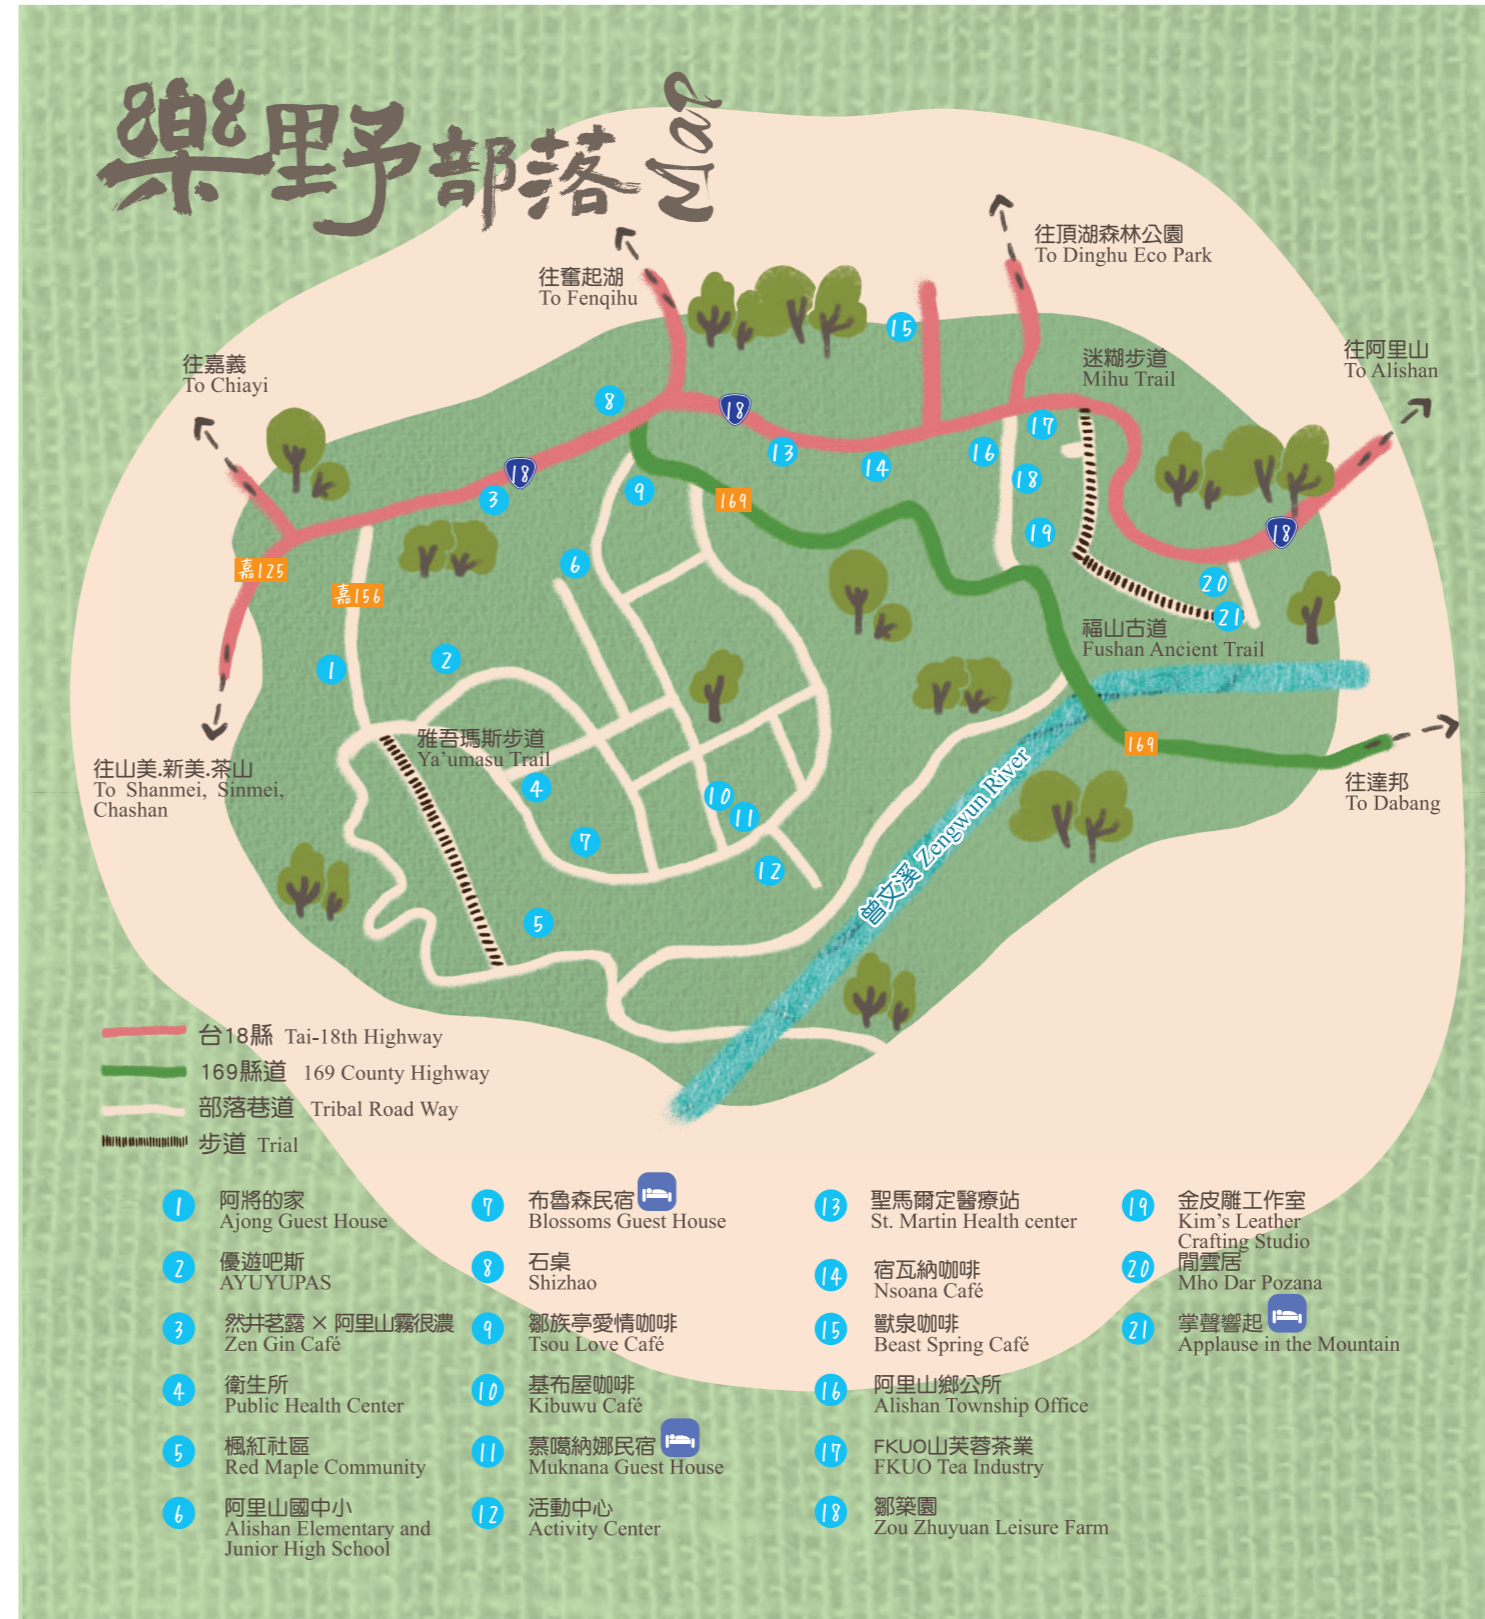 樂野部落 Map
往頂湖森林公園
To Dinghu Eco Park
往奮起湖
To Fenqihu
往嘉義
To Chiayi
迷糊步道
Mihu Trail
往阿里山
To Alishan
15
8
18
17
13
14
16
18
3
9
169
18
19
18
嘉125
嘉156
6
20
21
福山古道
Fushan Ancient Trail
1
2
雅吾瑪斯步道
Ya'umasu Trail
169
往山美.新美.茶山
To Shanmei, Sinmei,
Chashan
往達邦
To Dabang
4
10
11
7
12
5
曾文溪 Zengwun River
台18縣 Tai-18th Highway
169縣道 169 County Highway
部落巷道 Tribal Road Way
步道 Trial
1 阿將的家
Ajong Guest House
2 優遊吧斯
AYUYUPAS
3 然井茗露 × 阿里山霧很濃
Zen Gin Café
4 衛生所
Public Health Center
5 楓紅社區
Red Maple Community
6 阿里山國中小
Alishan Elementary and
Junior High School
7 布魯森民宿
Blossoms Guest House
8 石桌
Shizhao
9 鄒族亭愛情咖啡
Tsou Love Café
10 基布屋咖啡
Kibuwu Café
11 慕噶納娜民宿
Muknana Guest House
12 活動中心
Activity Center
13 聖馬爾定醫療站
St. Martin Health center
14 宿瓦納咖啡
Nsoana Café
15 獸泉咖啡
Beast Spring Café
16 阿里山鄉公所
Alishan Township Office
17 FKUO山芙蓉茶業
FKUO Tea Industry
18 鄒築園
Zou Zhuyuan Leisure Farm
19 金皮雕工作室
Kim's Leather
Crafting Studio
20 閒雲居
Mho Dar Pozana
21 掌聲響起
Applause in the Mountain